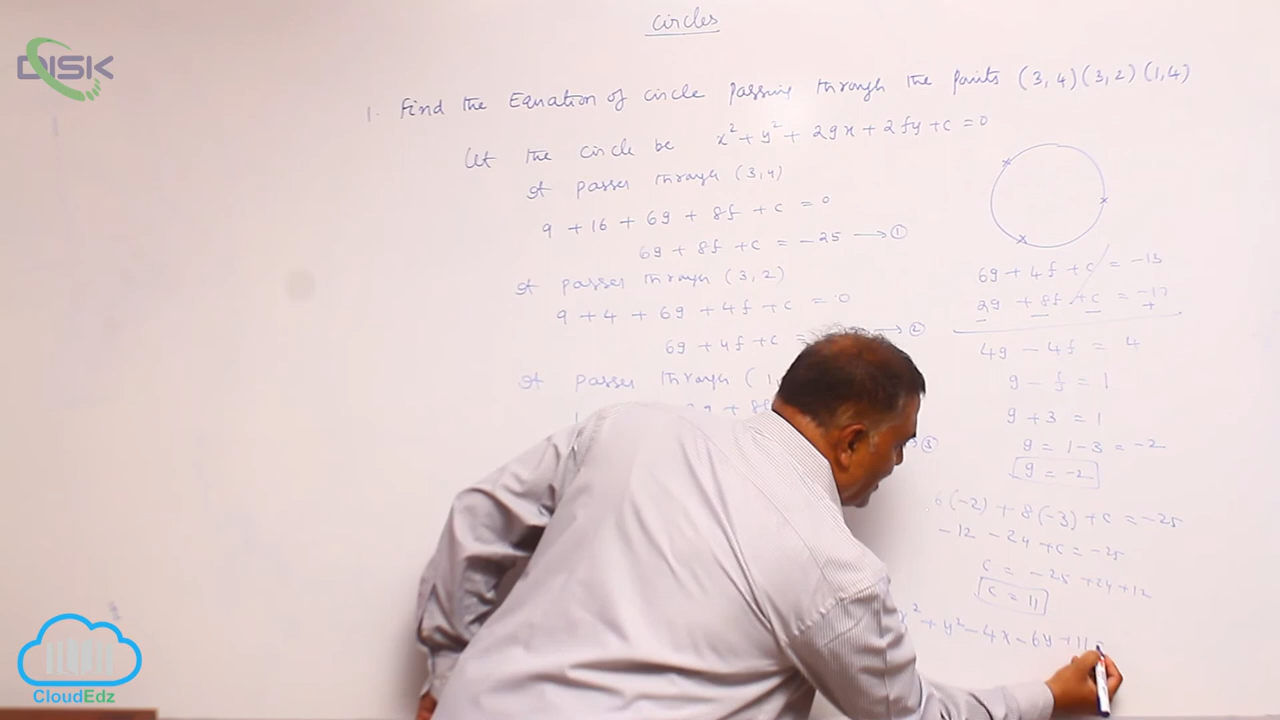 DISK
Circles
1. Find the Equation of circle passing through the points (3,4)(3,2)(1,4)
Let the circle be x² + y² + 2gx + 2fy + c = 0
It passes through (3,4)
9 + 16 + 6g + 8f + c = 0
6g + 8f + c = -25 → ①
It passes through (3,2)
9 + 4 + 6g + 4f + c = 0
6g + 4f + c = → ②
It passes through (1,
③
6g + 4f + c = -13
2g + 8f + c = -17
4g - 4f = 4
g - f = 1
g + 3 = 1
g = 1-3 = -2
g = -2
6(-2) + 8(-3) + c = -25
-12 - 24 + c = -25
c = -25 + 24 + 12
c = 11
x² + y² - 4x - 6y + 11 =
CloudEdz